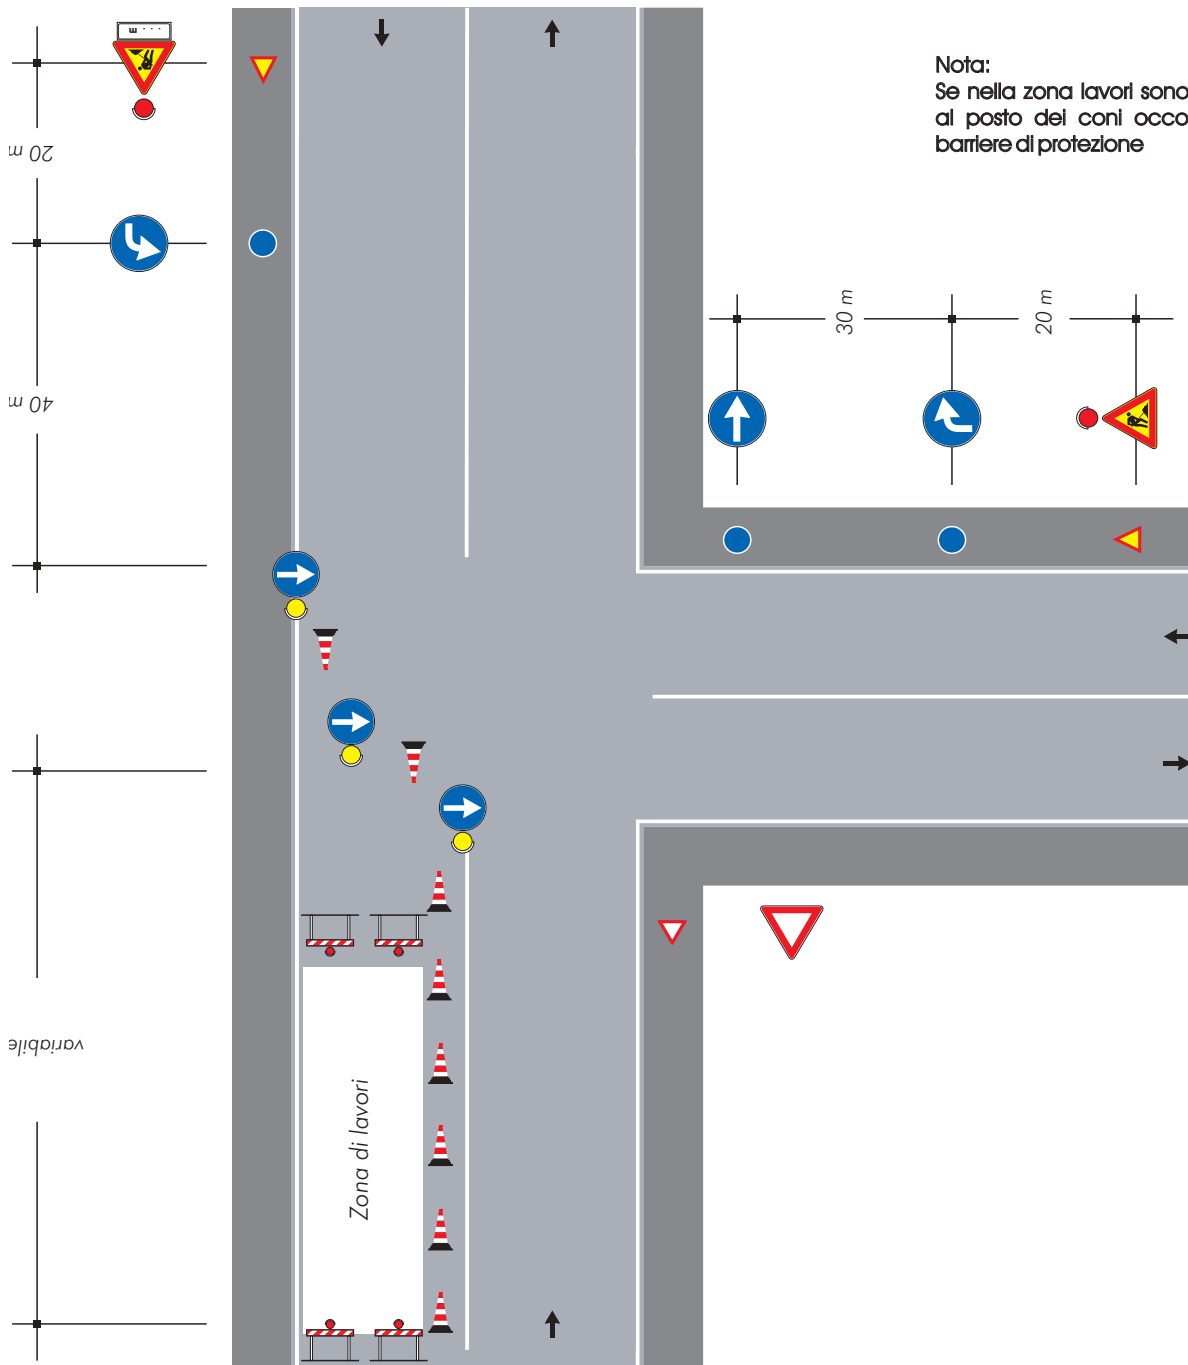 Nota:
Se nella zona lavori sono
al posto dei coni occo
barriere di protezione
20 m
40 m
variabile
30 m
20 m
Zona di lavori
m